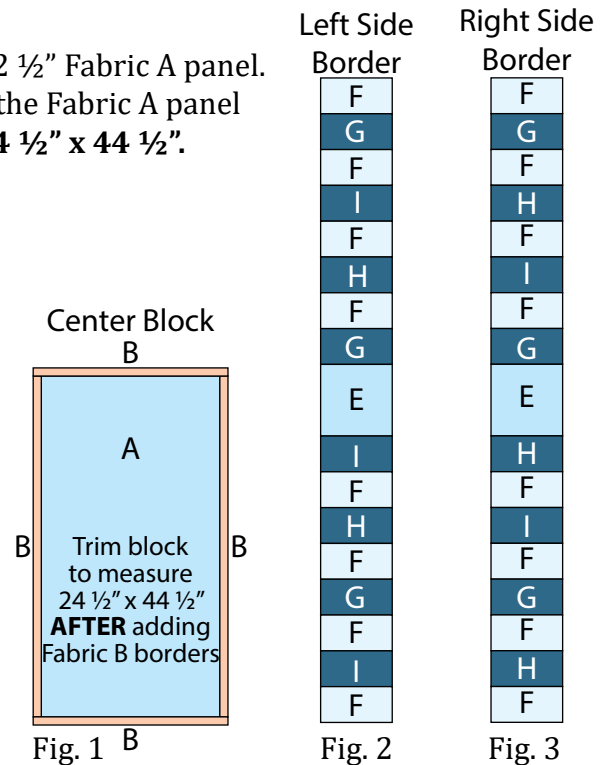 2 ½” Fabric A panel.
the Fabric A panel
4 ½” x 44 ½”.
Center Block
B
A
B
B
Trim block
to measure
24 ½” x 44 ½”
AFTER adding
Fabric B borders
B
Fig. 1
Left Side
Border
F
G
F
I
F
H
F
G
E
I
F
H
F
G
F
I
F
Fig. 2
Right Side
Border
F
G
F
H
F
I
F
G
E
H
F
I
F
G
F
H
F
Fig. 3